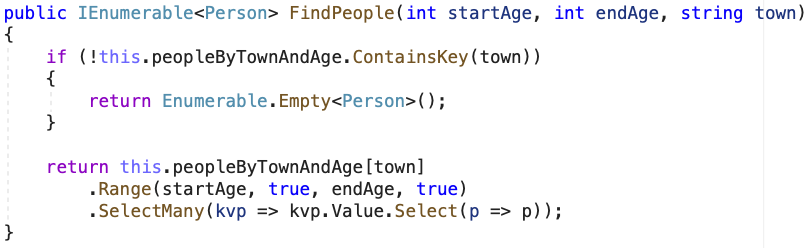 public IEnumerable<Person> FindPeople(int startAge, int endAge, string town)
{
    if (!this.peopleByTownAndAge.ContainsKey(town))
    {
        return Enumerable.Empty<Person>();
    }

    return this.peopleByTownAndAge[town]
        .Range(startAge, true, endAge, true)
        .SelectMany(kvp => kvp.Value.Select(p => p));
}